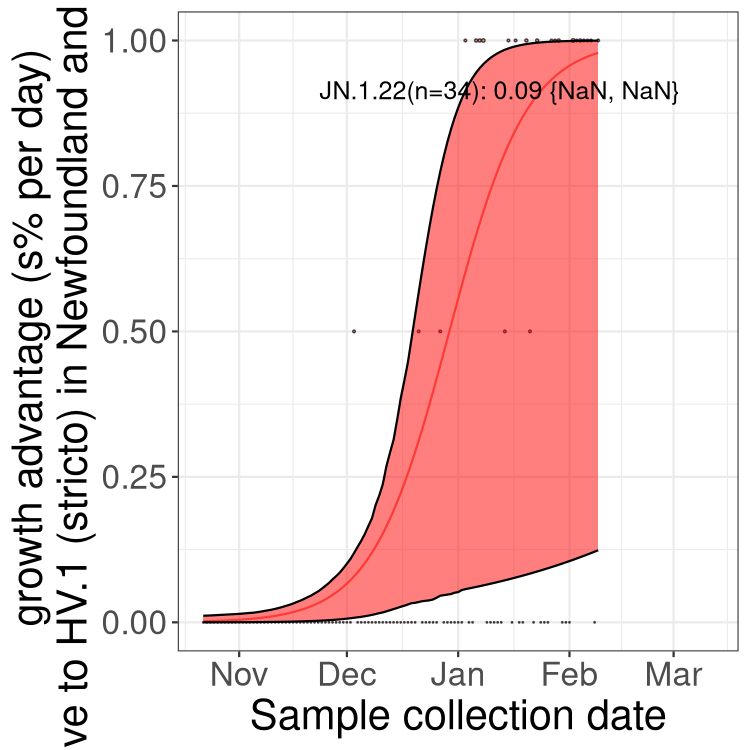 growth advantage (s% per day)
ve to HV.1 (stricto) in Newfoundland and
1.00
0.75
0.50
0.25
0.00
JN.1.22(n=34): 0.09 {NaN, NaN}
Nov Dec Jan Feb Mar
Sample collection date